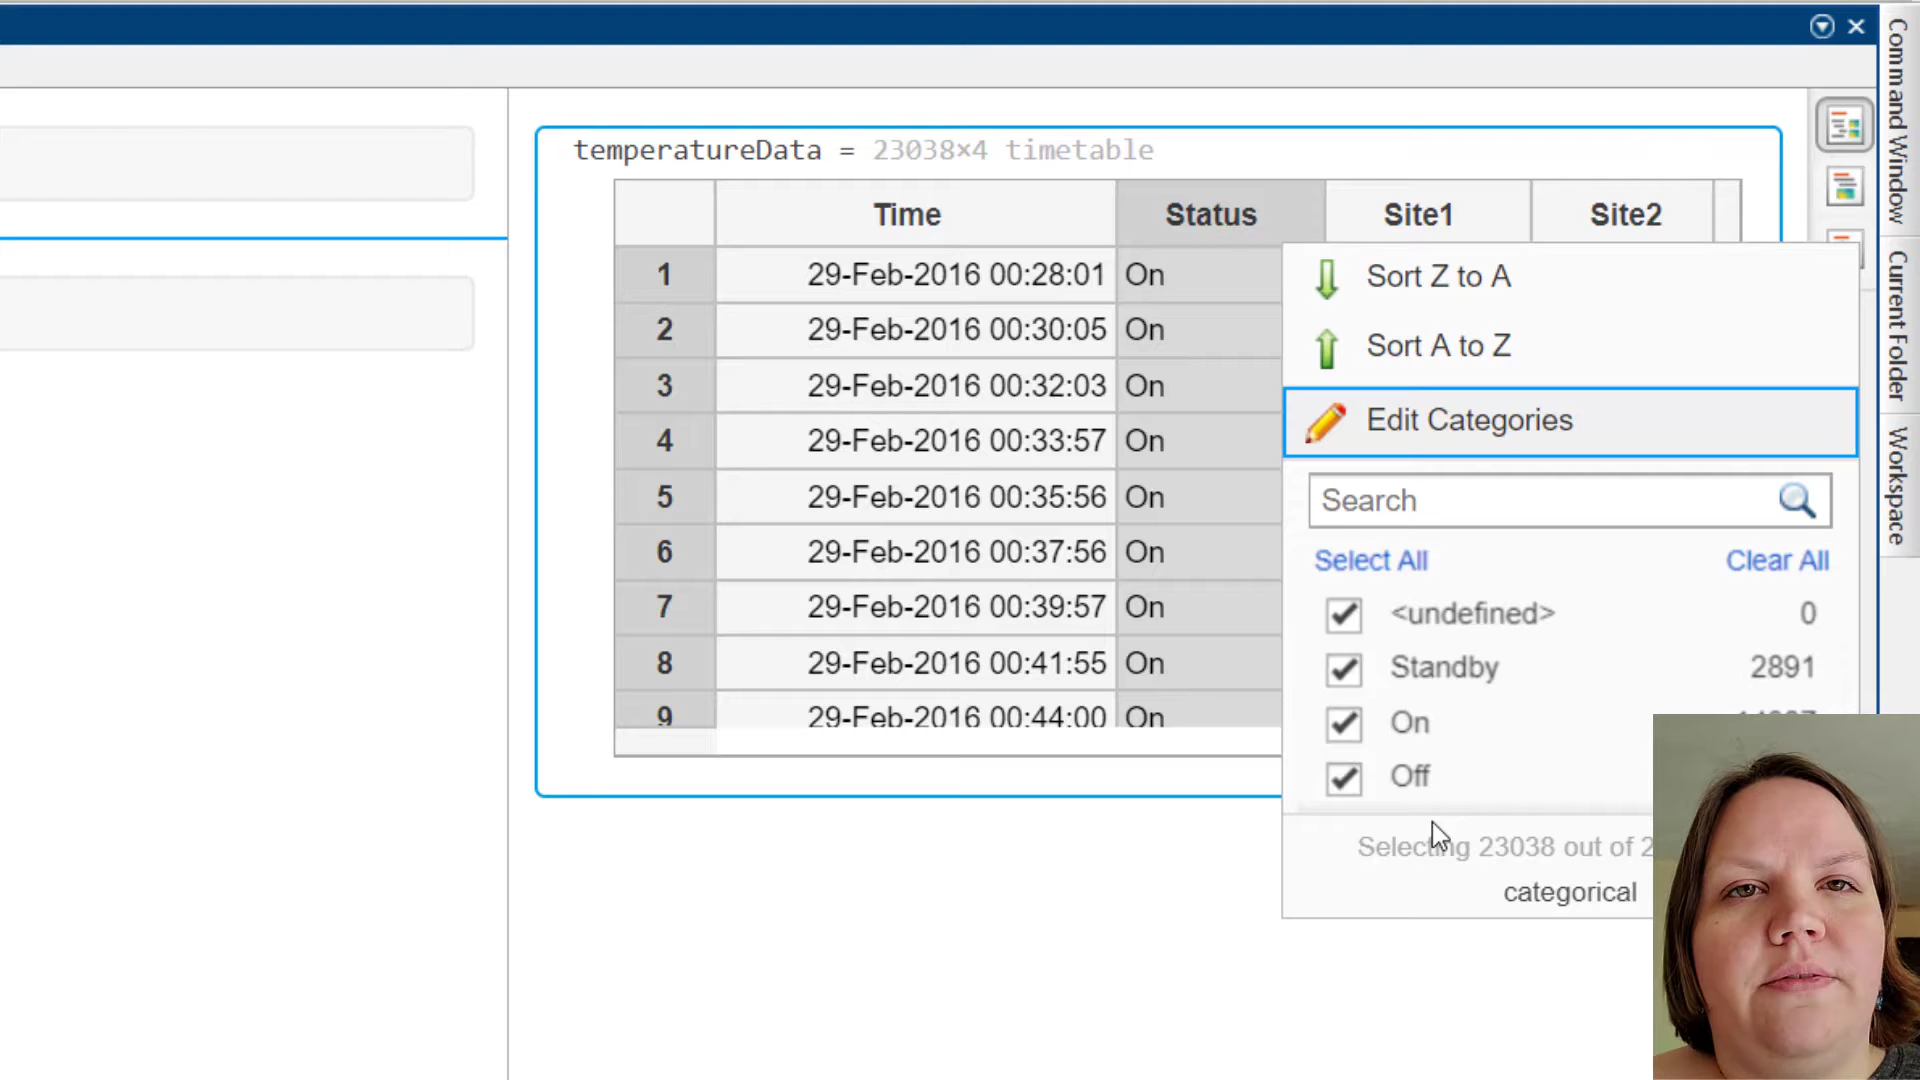 temperatureData = 23038×4 timetable
Time Status Site1 Site2
1 29-Feb-2016 00:28:01 On
2 29-Feb-2016 00:30:05 On
3 29-Feb-2016 00:32:03 On
4 29-Feb-2016 00:33:57 On
5 29-Feb-2016 00:35:56 On
6 29-Feb-2016 00:37:56 On
7 29-Feb-2016 00:39:57 On
8 29-Feb-2016 00:41:55 On
9 29-Feb-2016 00:44:00 On
Sort Z to A
Sort A to Z
Edit Categories
Search
Select All Clear All
<undefined> 0
Standby 2891
On
Off
Selecting 23038 out of 2
categorical
Command Window
Current Folder
Workspace